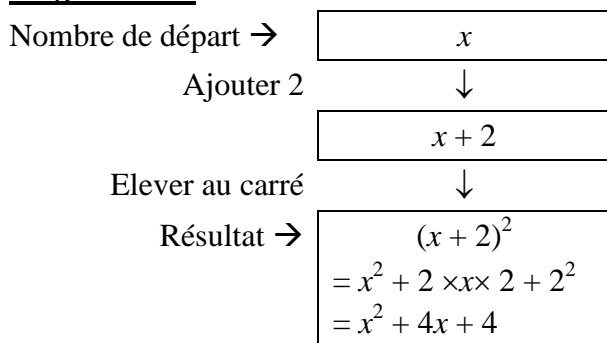 Nombre de départ → x
Ajouter 2 ↓
x + 2
Elever au carré ↓
Résultat → (x + 2)²
= x² + 2 ×x× 2 + 2²
= x² + 4x + 4